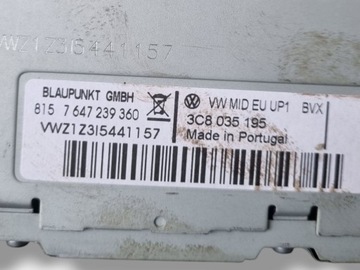 VWZ1Z3I5441157
BLAUPUNKT GMBH
815 7 647 239 360
VWZ1Z3I5441157
VW MID EU UP1 BVX
3C8 035 195
Made in Portugal